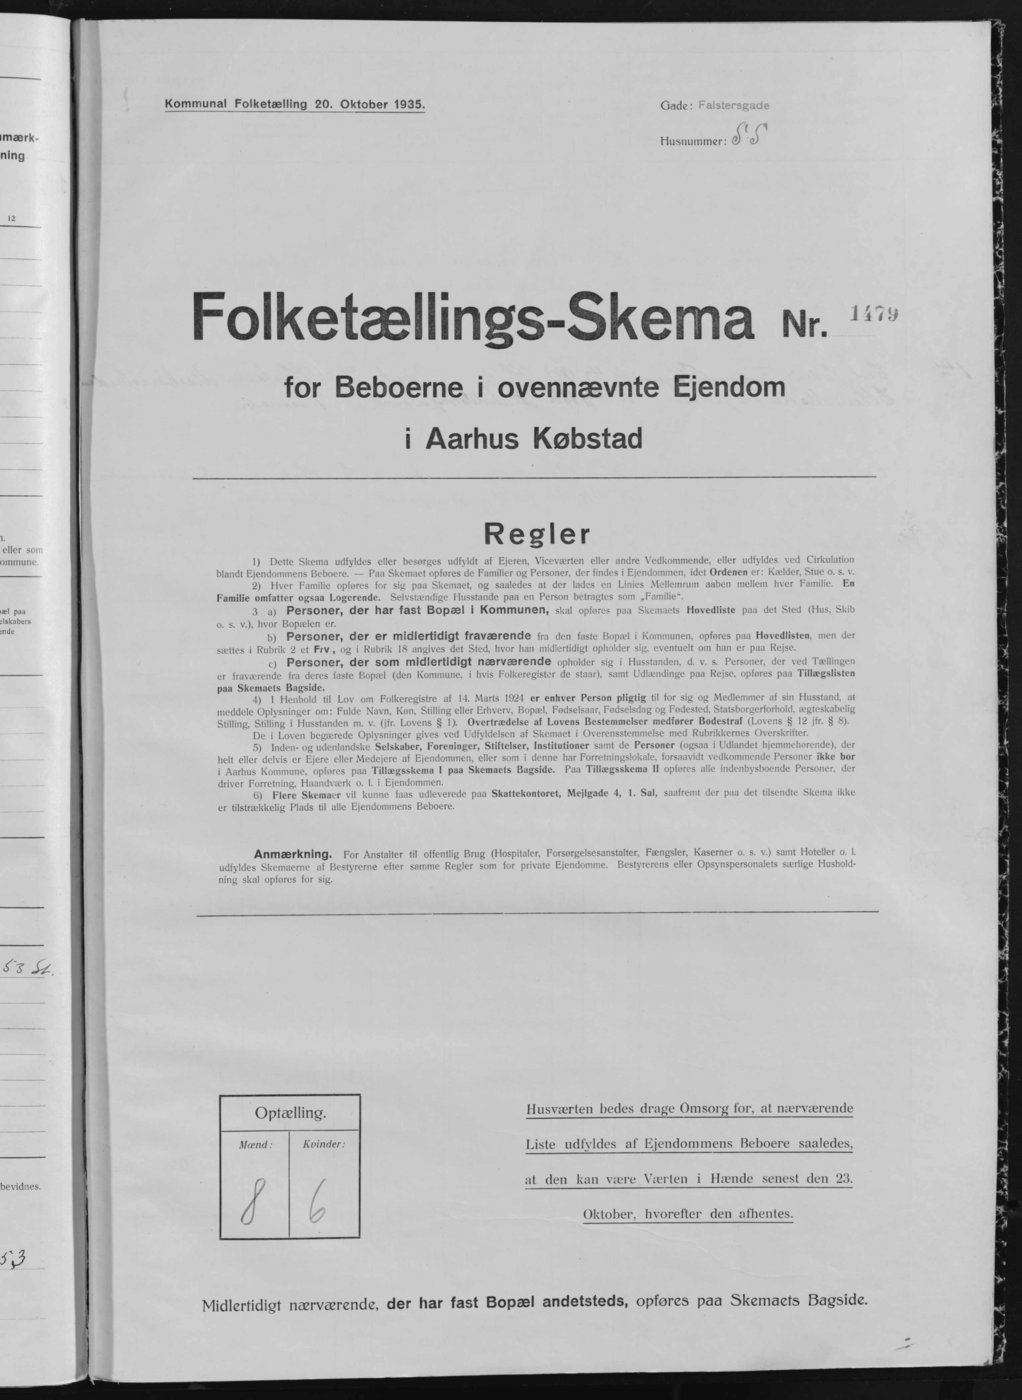 mærk-
ning
12
n.
eller som
ommune.
æl paa
elskabers
ende
53 St.
bevidnes.
53
Kommunal Folketælling 20. Oktober 1935.
Gade: Falstersgade
Husnummer: 55
Folketællings-Skema Nr. 1479
for Beboerne i ovennævnte Ejendom
i Aarhus Købstad
Regler
1) Dette Skema udfyldes eller besørges udfyldt af Ejeren, Viceværten eller andre Vedkommende, eller udfyldes ved Cirkulation
blandt Ejendommens Beboere. — Paa Skemaet opføres de Familier og Personer, der findes i Ejendommen, idet Ordenen er: Kælder, Stue o. s. v.
2) Hver Familie opføres for sig paa Skemaet, og saaledes at der lades en Linies Mellemrum aaben mellem hver Familie. En
Familie omfatter ogsaa Logerende. Selvstændige Husstande paa en Person betragtes som „Familie“.
3 a) Personer, der har fast Bopæl i Kommunen, skal opføres paa Skemaets Hovedliste paa det Sted (Hus, Skib
o. s. v.), hvor Bopælen er.
b) Personer, der er midlertidigt fraværende fra den faste Bopæl i Kommunen, opføres paa Hovedlisten, men der
sættes i Rubrik 2 et Frv., og i Rubrik 18 angives det Sted, hvor han midlertidigt opholder sig, eventuelt om han er paa Rejse.
c) Personer, der som midlertidigt nærværende opholder sig i Husstanden, d. v. s. Personer, der ved Tællingen
er fraværende fra deres faste Bopæl (den Kommune, i hvis Folkeregister de staar), samt Udlændinge paa Rejse, opføres paa Tillægslisten
paa Skemaets Bagside.
4) I Henhold til Lov om Folkeregistre af 14. Marts 1924 er enhver Person pligtig til for sig og Medlemmer af sin Husstand, at
meddele Oplysninger om: Fulde Navn, Køn, Stilling eller Erhverv, Bopæl, Fødselsaar, Fødselsdag og Fødested, Statsborgerforhold, ægteskabelig
Stilling, Stilling i Husstanden m. v. (jfr. Lovens § 1). Overtrædelse af Lovens Bestemmelser medfører Bødestraf (Lovens § 12 jfr. § 8).
De i Loven begærede Oplysninger gives ved Udfyldelsen af Skemaet i Overensstemmelse med Rubrikkernes Overskrifter.
5) Inden- og udenlandske Selskaber, Foreninger, Stiftelser, Institutioner samt de Personer (ogsaa i Udlandet hjemmehørende), der
helt eller delvis er Ejere eller Medejere af Ejendommen, eller som i denne har Forretningslokale, forsaavidt vedkommende Personer ikke bor
i Aarhus Kommune, opføres paa Tillægsskema I paa Skemaets Bagside. Paa Tillægsskema II opføres alle indenbysboende Personer, der
driver Forretning, Haandværk o. l. i Ejendommen.
6) Flere Skemaer vil kunne faas udleverede paa Skattekontoret, Mejlgade 4, 1. Sal, saafremt der paa det tilsendte Skema ikke
er tilstrækkelig Plads til alle Ejendommens Beboere.
Anmærkning. For Anstalter til offentlig Brug (Hospitaler, Forsørgelsesanstalter, Fængsler, Kaserner o. s. v.) samt Hoteller o. l.
udfyldes Skemaerne af Bestyrerne efter samme Regler som for private Ejendomme. Bestyrerens eller Opsynspersonalets særlige Hushold-
ning skal opføres for sig.
Optælling.
Mænd: Kvinder:
8 6
Husværten bedes drage Omsorg for, at nærværende
Liste udfyldes af Ejendommens Beboere saaledes,
at den kan være Værten i Hænde senest den 23.
Oktober, hvorefter den afhentes.
Midlertidigt nærværende, der har fast Bopæl andetsteds, opføres paa Skemaets Bagside.